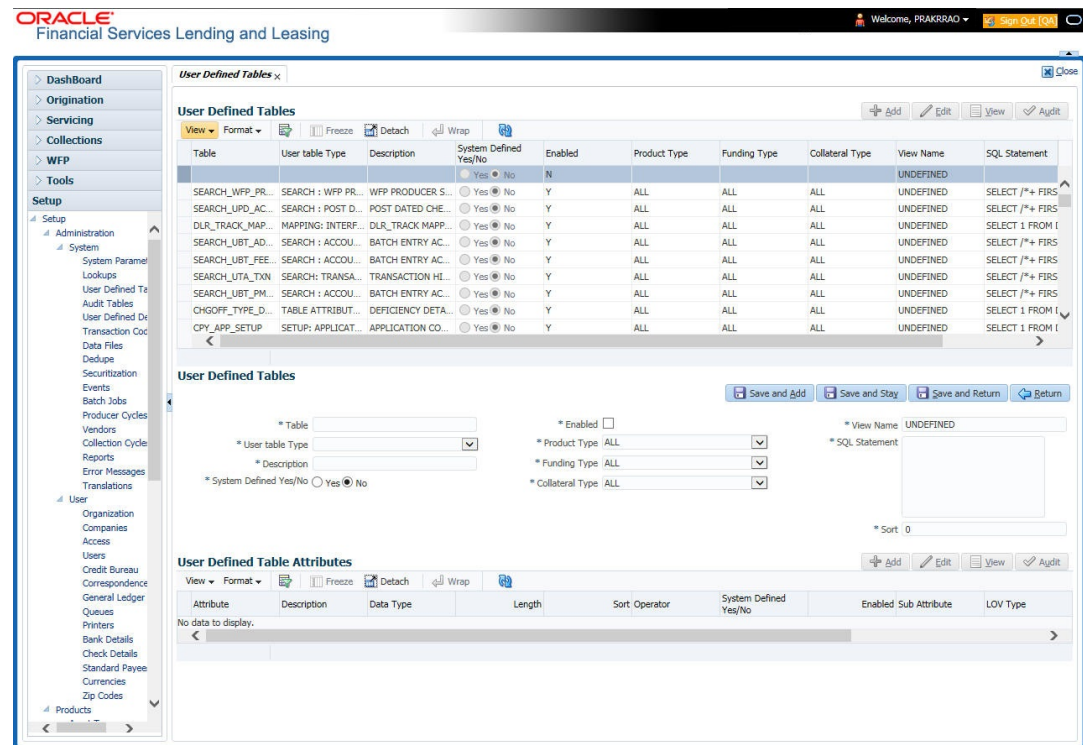 ORACLE
Financial Services Lending and Leasing
Welcome, PRAKRRAO
Sign Out [QA]
DashBoard
Origination
Servicing
Collections
WFP
Tools
Setup
Setup
Administration
System
System Paramet
Lookups
User Defined Ta
Audit Tables
User Defined De
Transaction Cod
Data Files
Dedupe
Securitization
Events
Batch Jobs
Producer Cycles
Vendors
Collection Cycle
Reports
Error Messages
Translations
User
Organization
Companies
Access
Users
Credit Bureau
Correspondence
General Ledger
Queues
Printers
Bank Details
Check Details
Standard Payee
Currencies
Zip Codes
Products
User Defined Tables
Close
User Defined Tables
Add Edit View Audit
View Format Freeze Detach Wrap
Table User table Type Description System Defined Yes/No Enabled Product Type Funding Type Collateral Type View Name SQL Statement
Yes No N UNDEFINED
SEARCH_WFP_PR... SEARCH : WFP PR... WFP PRODUCER S... Yes No Y ALL ALL ALL UNDEFINED SELECT /*+ FIRS
SEARCH_UPD_AC... SEARCH : POST D... POST DATED CHE... Yes No Y ALL ALL ALL UNDEFINED SELECT /*+ FIRS
DLR_TRACK_MAP... MAPPING: INTERF... DLR_TRACK MAPP... Yes No Y ALL ALL ALL UNDEFINED SELECT 1 FROM
SEARCH_UBT_AD... SEARCH : ACCOU... BATCH ENTRY AC... Yes No Y ALL ALL ALL UNDEFINED SELECT /*+ FIRS
SEARCH_UBT_FEE... SEARCH : ACCOU... BATCH ENTRY AC... Yes No Y ALL ALL ALL UNDEFINED SELECT /*+ FIRS
SEARCH_UTA_TXN SEARCH: TRANSA... TRANSACTION HI... Yes No Y ALL ALL ALL UNDEFINED SELECT /*+ FIRS
SEARCH_UBT_PM... SEARCH : ACCOU... BATCH ENTRY AC... Yes No Y ALL ALL ALL UNDEFINED SELECT /*+ FIRS
CHGOFF_TYPE_D... TABLE ATTRIBUT... DEFICIENCY DETA... Yes No Y ALL ALL ALL UNDEFINED SELECT 1 FROM
CPY_APP_SETUP SETUP: APPLICAT... APPLICATION CO... Yes No Y ALL ALL ALL UNDEFINED SELECT 1 FROM
User Defined Tables
Save and Add Save and Stay Save and Return Return
* Table
* User table Type
* Description
* System Defined Yes/No Yes No
* Enabled
* Product Type ALL
* Funding Type ALL
* Collateral Type ALL
* View Name UNDEFINED
* SQL Statement
* Sort 0
User Defined Table Attributes
Add Edit View Audit
View Format Freeze Detach Wrap
Attribute Description Data Type Length Sort Operator System Defined Yes/No Enabled Sub Attribute LOV Type
No data to display.